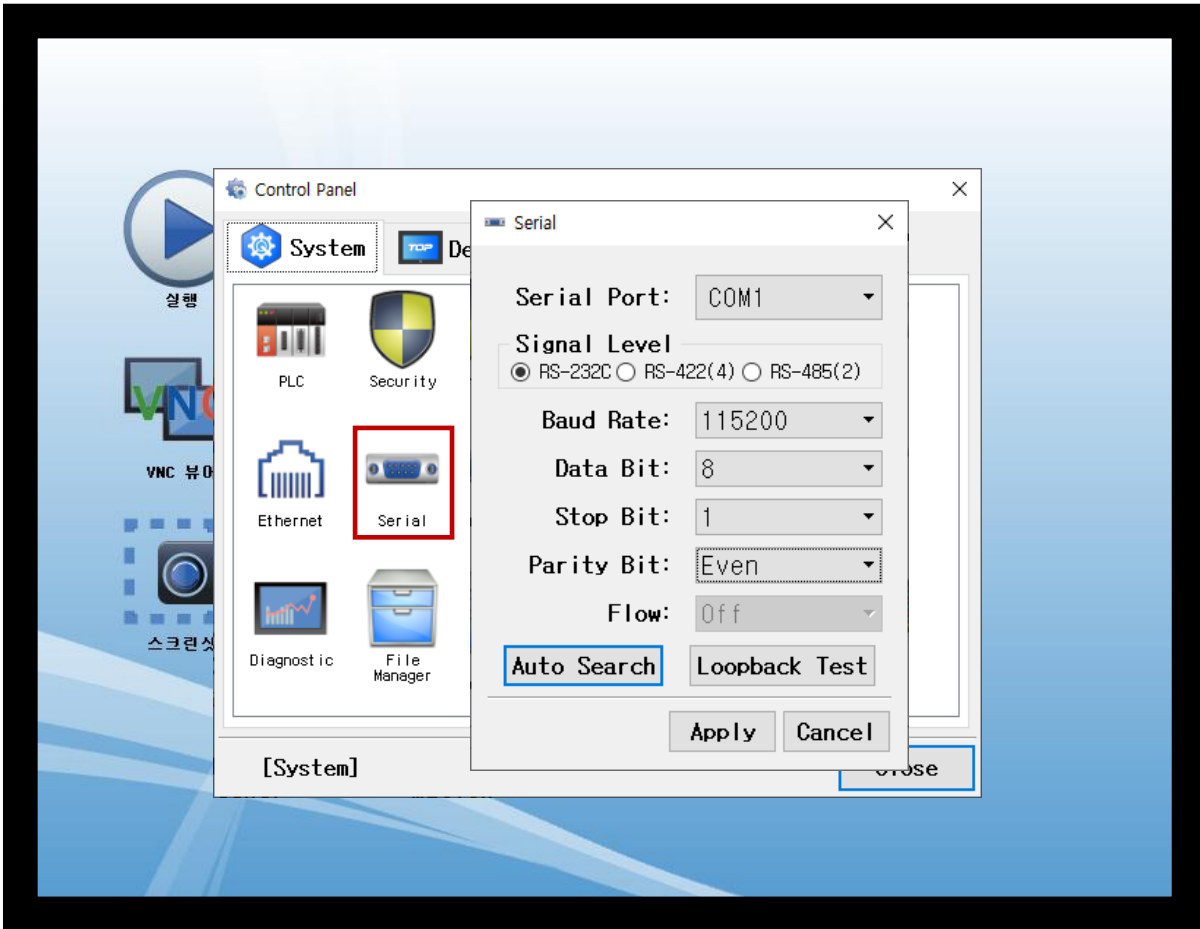 Control Panel
Serial
System
TOP
De
Serial Port:
COM1
Signal Level
RS-232C
RS-422(4)
RS-485(2)
Baud Rate:
115200
Data Bit:
8
Stop Bit:
1
Parity Bit:
Even
Flow:
Off
Auto Search
Loopback Test
Apply
Cancel
PLC
Security
Ethernet
Serial
Diagnostic
File
Manager
[System]
실행
VNC
VNC 뷰어
스크린샷